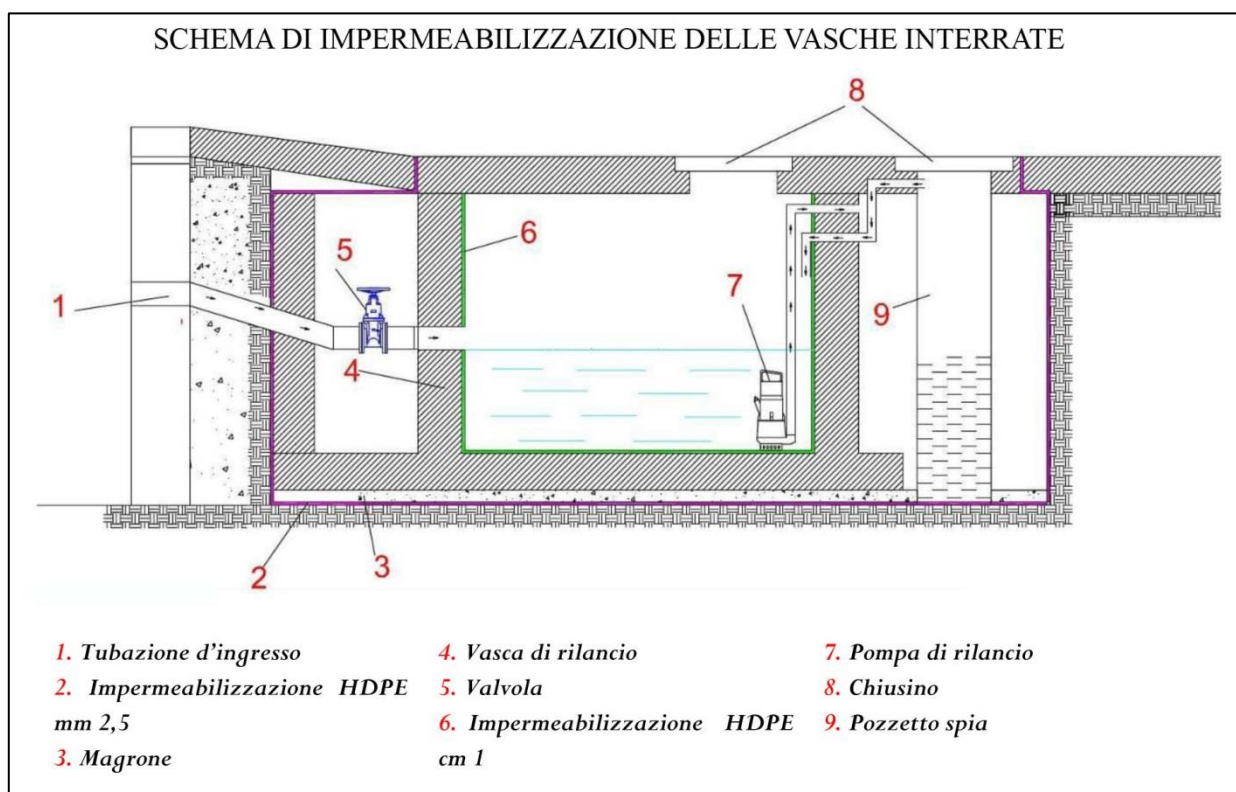 SCHEMA DI IMPERMEABILIZZAZIONE DELLE VASCHE INTERRATE
8
6
5
7
1
9
4
2
3
1. Tubazione d'ingresso
2. Impermeabilizzazione HDPE
mm 2,5
3. Magrone
4. Vasca di rilancio
5. Valvola
6. Impermeabilizzazione HDPE
cm 1
7. Pompa di rilancio
8. Chiusino
9. Pozzetto spia